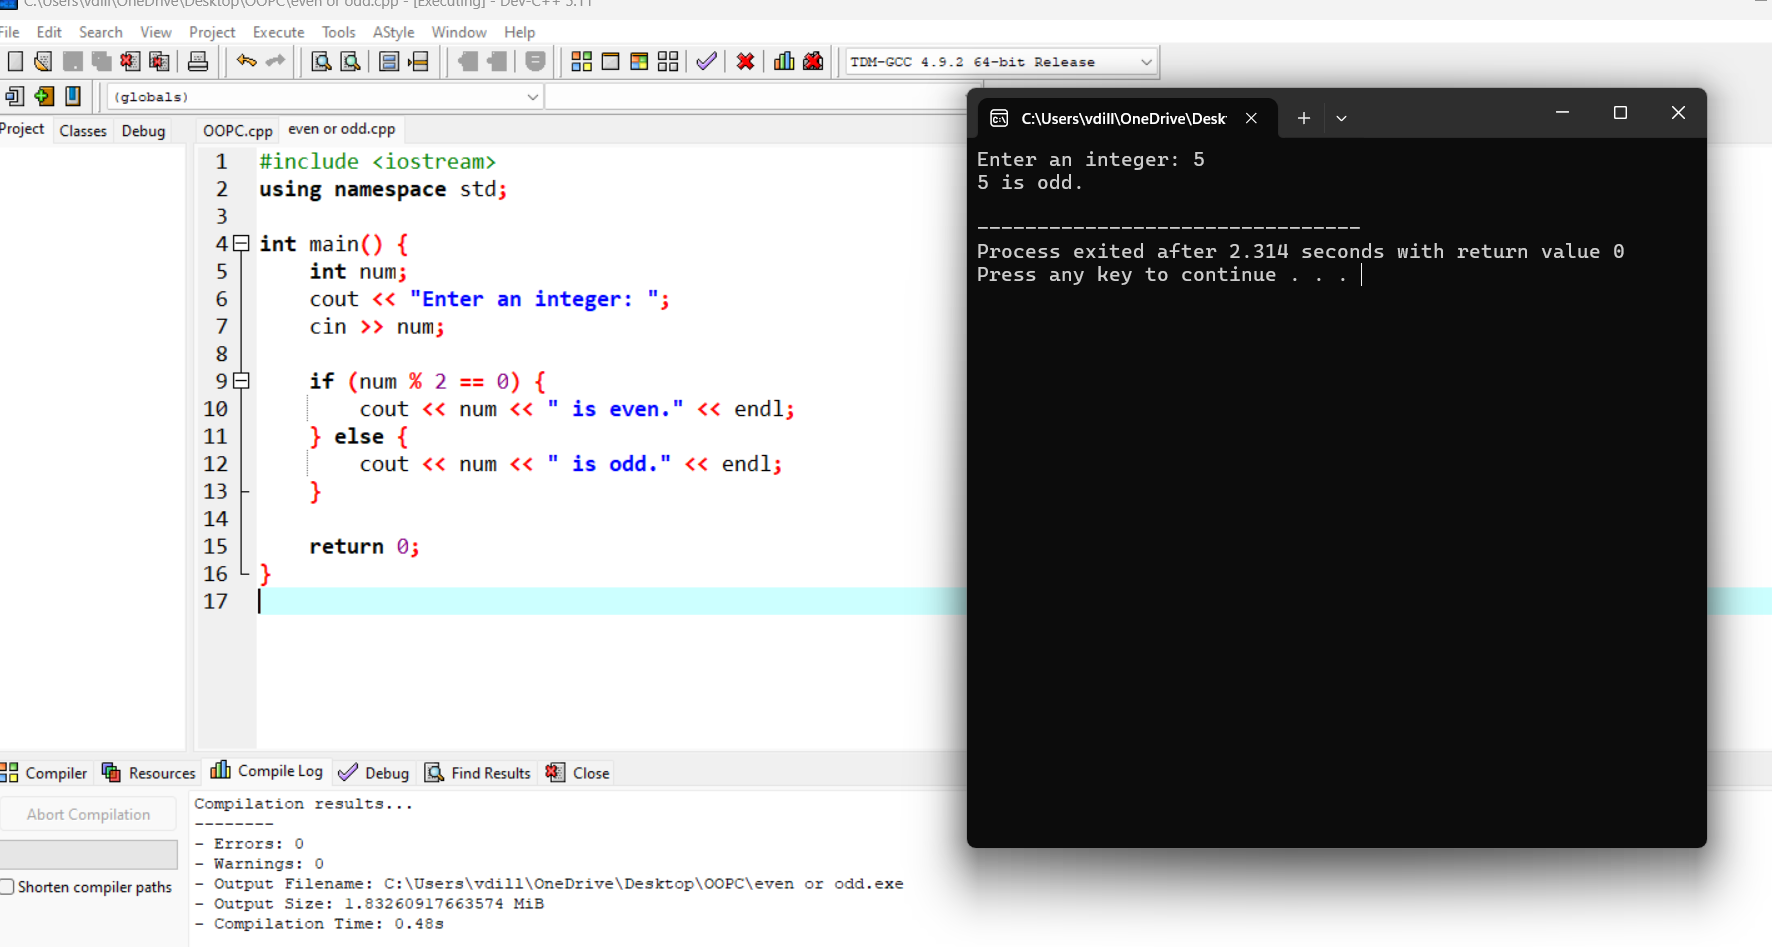 C:\Users\vdill\OneDrive\Desktop\OOPC\even or odd.cpp - [Executing] - Dev-C++ 5.11
File Edit Search View Project Execute Tools AStyle Window Help
TDM-GCC 4.9.2 64-bit Release
(globals)
Project Classes Debug
OOPC.cpp even or odd.cpp
1 #include <iostream>
2 using namespace std;
3
4 int main() {
5 int num;
6 cout << "Enter an integer: ";
7 cin >> num;
8
9 if (num % 2 == 0) {
10 cout << num << " is even." << endl;
11 } else {
12 cout << num << " is odd." << endl;
13 }
14
15 return 0;
16 }
17
C:\Users\vdill\OneDrive\Desk
Enter an integer: 5
5 is odd.
--------------------------------
Process exited after 2.314 seconds with return value 0
Press any key to continue . . .
Compiler Resources Compile Log Debug Find Results Close
Abort Compilation
Shorten compiler paths
Compilation results...
--------
- Errors: 0
- Warnings: 0
- Output Filename: C:\Users\vdill\OneDrive\Desktop\OOPC\even or odd.exe
- Output Size: 1.83260917663574 MiB
- Compilation Time: 0.48s